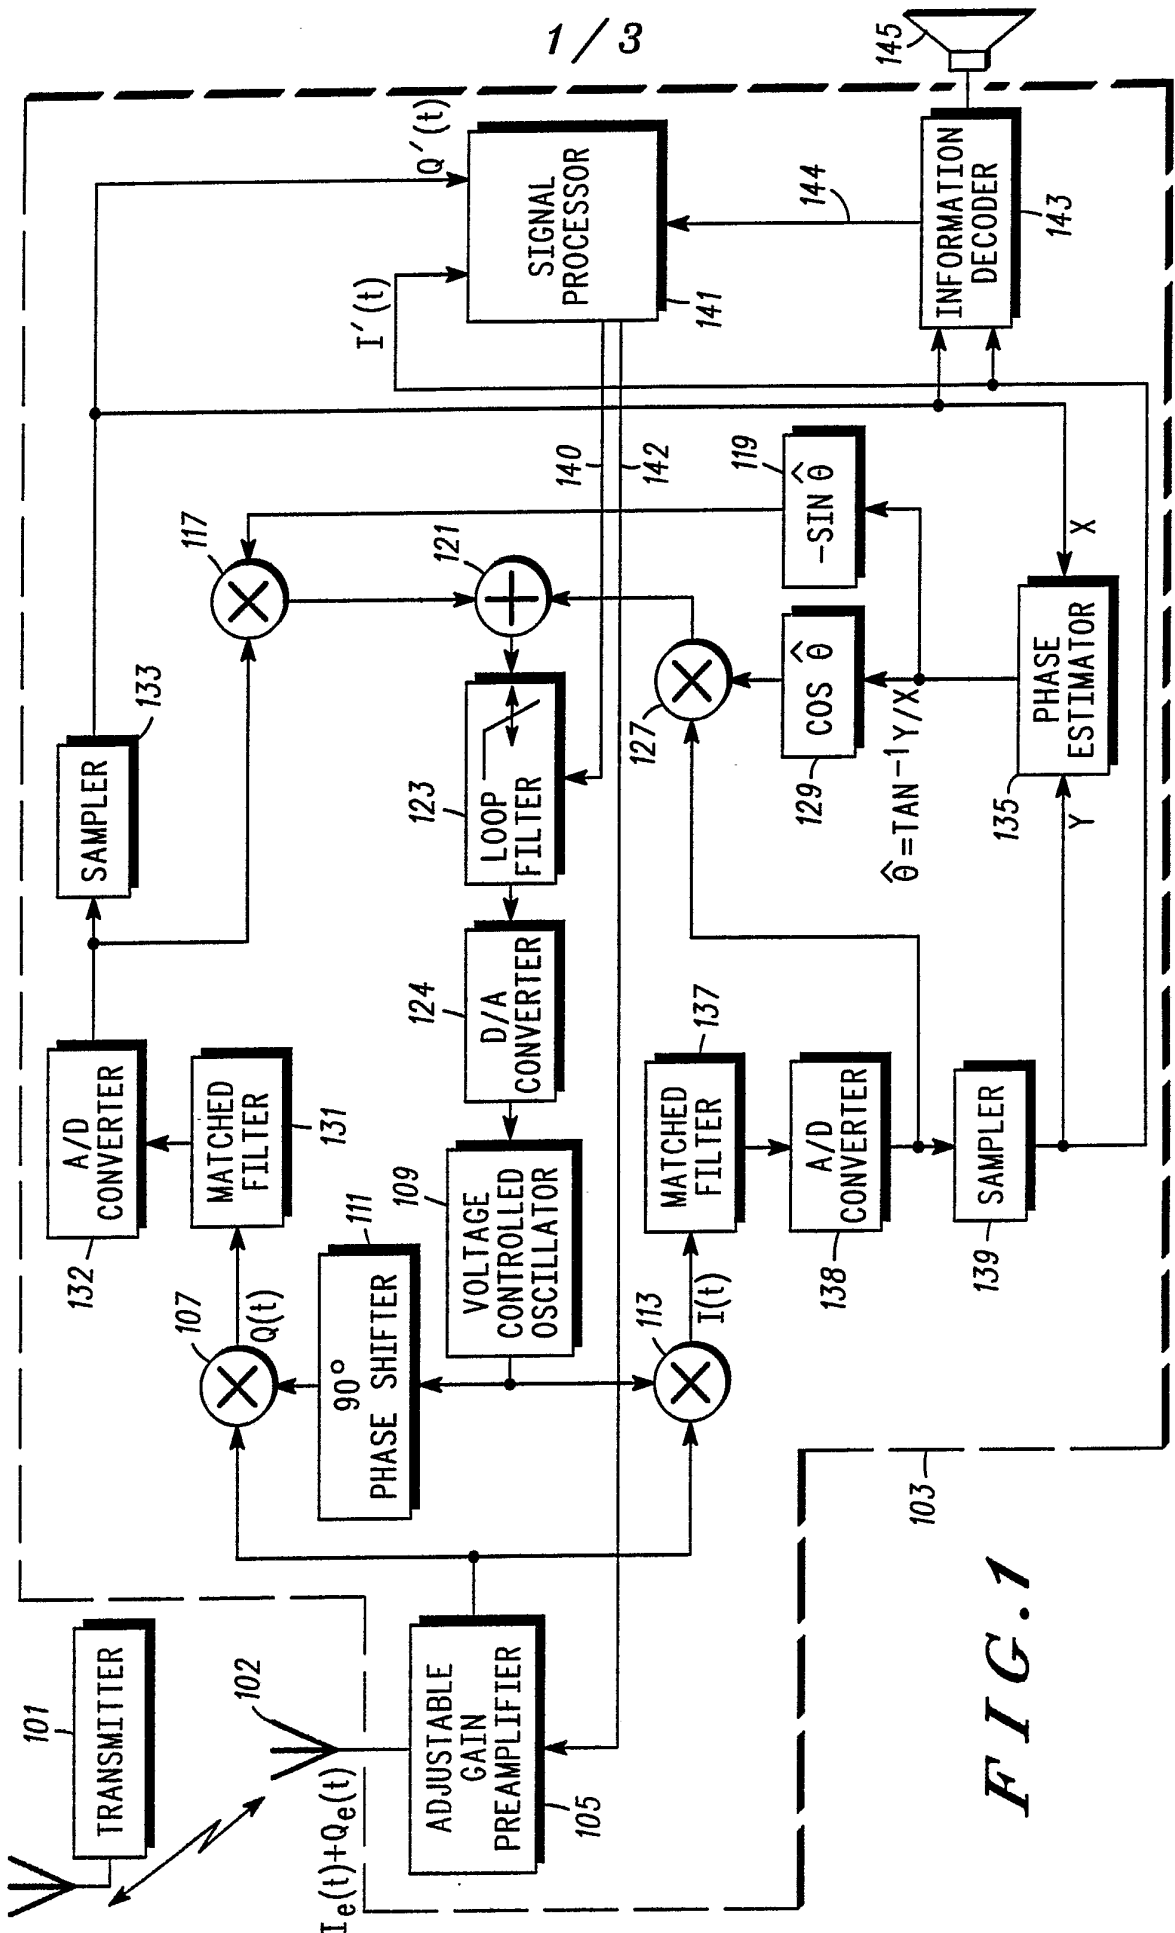 1/3
101
TRANSMITTER
102
Ie(t)+Qe(t)
ADJUSTABLE
GAIN
PREAMPLIFIER
105
107
Q(t)
90°
PHASE SHIFTER
111
VOLTAGE
CONTROLLED
OSCILLATOR
109
113
I(t)
MATCHED
FILTER
131
A/D
CONVERTER
132
SAMPLER
133
117
121
LOOP
FILTER
123
D/A
CONVERTER
124
MATCHED
FILTER
137
A/D
CONVERTER
138
SAMPLER
139
127
COS θ̂
129
-SIN θ̂
119
θ̂=TAN⁻¹Y/X
PHASE
ESTIMATOR
135
Y
X
140
142
I′(t)
Q′(t)
SIGNAL
PROCESSOR
141
144
INFORMATION
DECODER
143
145
103
FIG.1